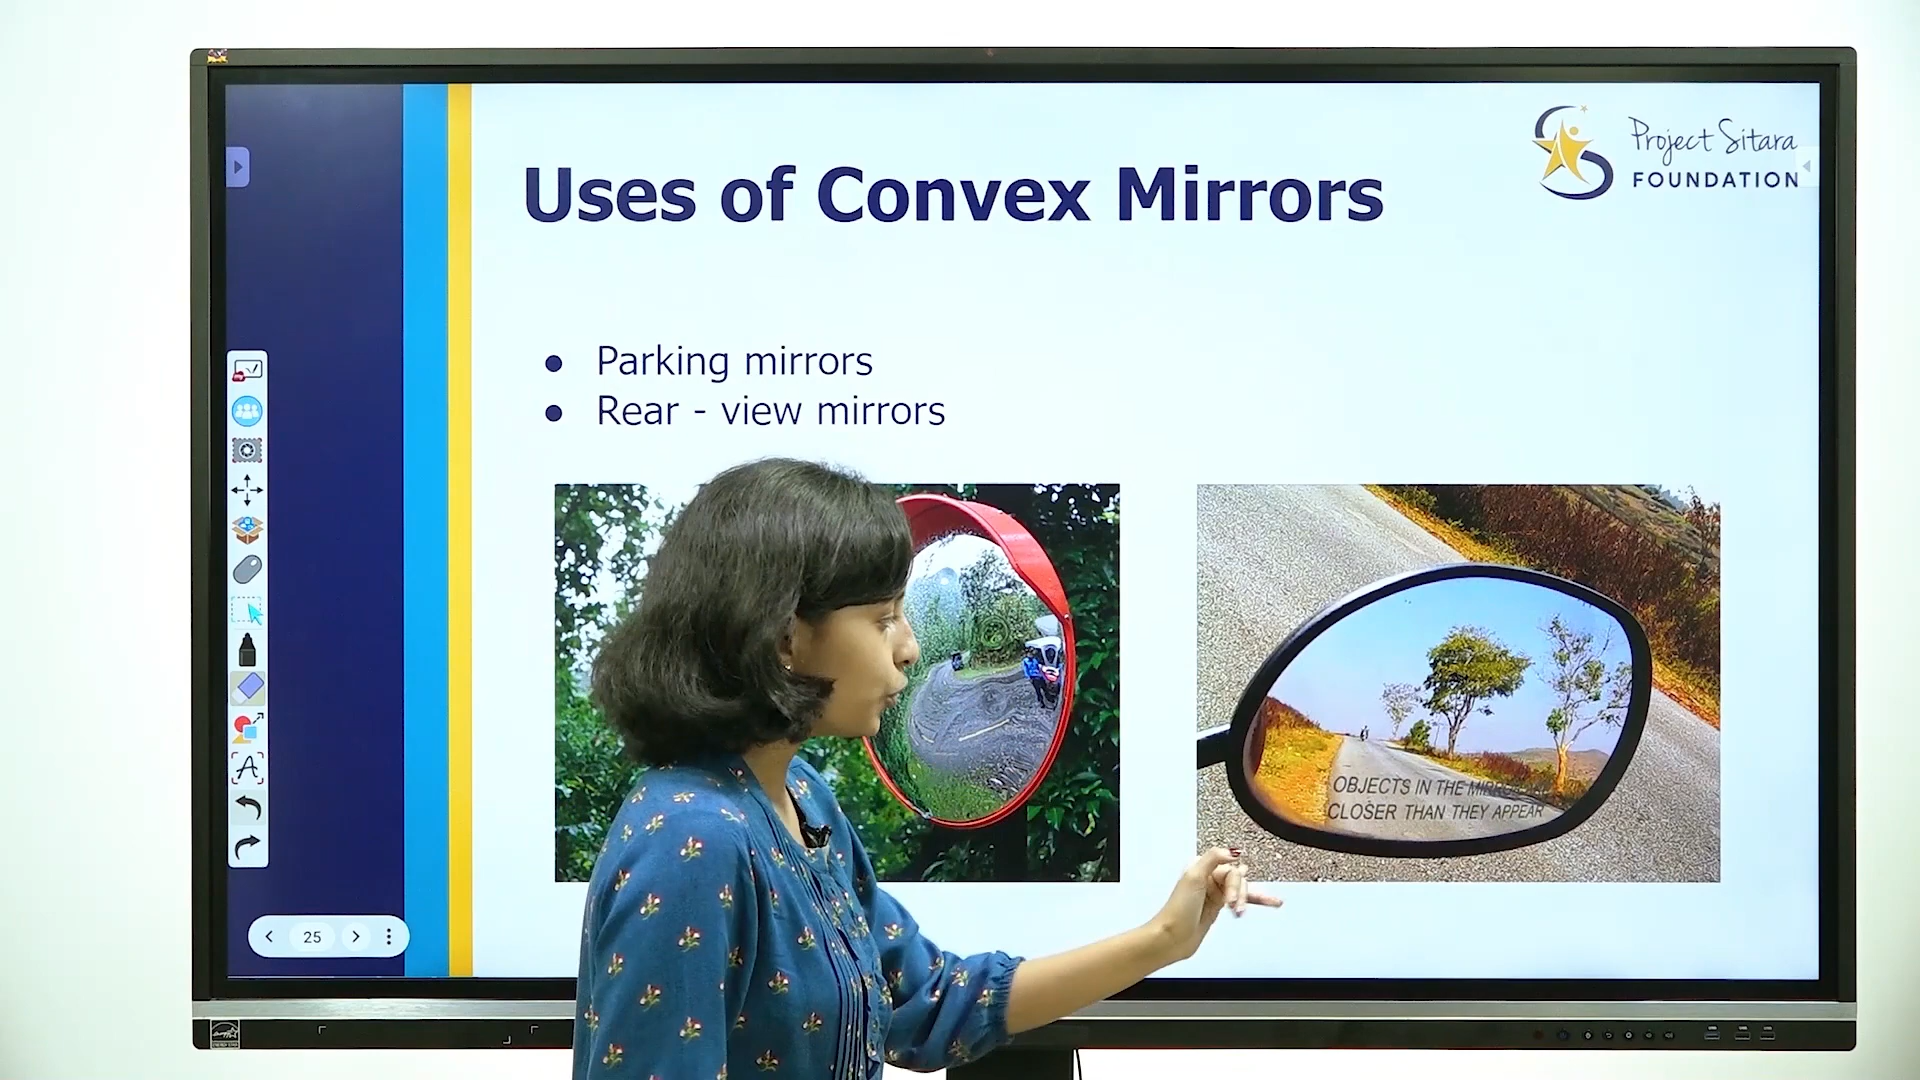 Uses of Convex Mirrors
Project Sitara
FOUNDATION
● Parking mirrors
● Rear - view mirrors
OBJECTS IN THE
CLOSER THAN THEY APPEAR
25